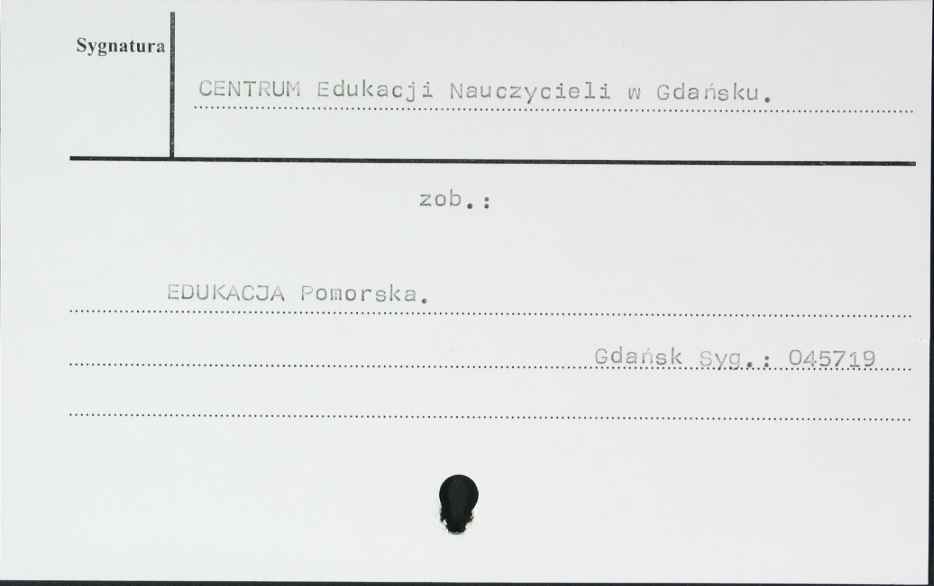 Sygnatura
CENTRUM Edukacji Nauczycieli w Gdańsku.
zob.:
EDUKACJA Pomorska.
Gdańsk Syg.: 045719